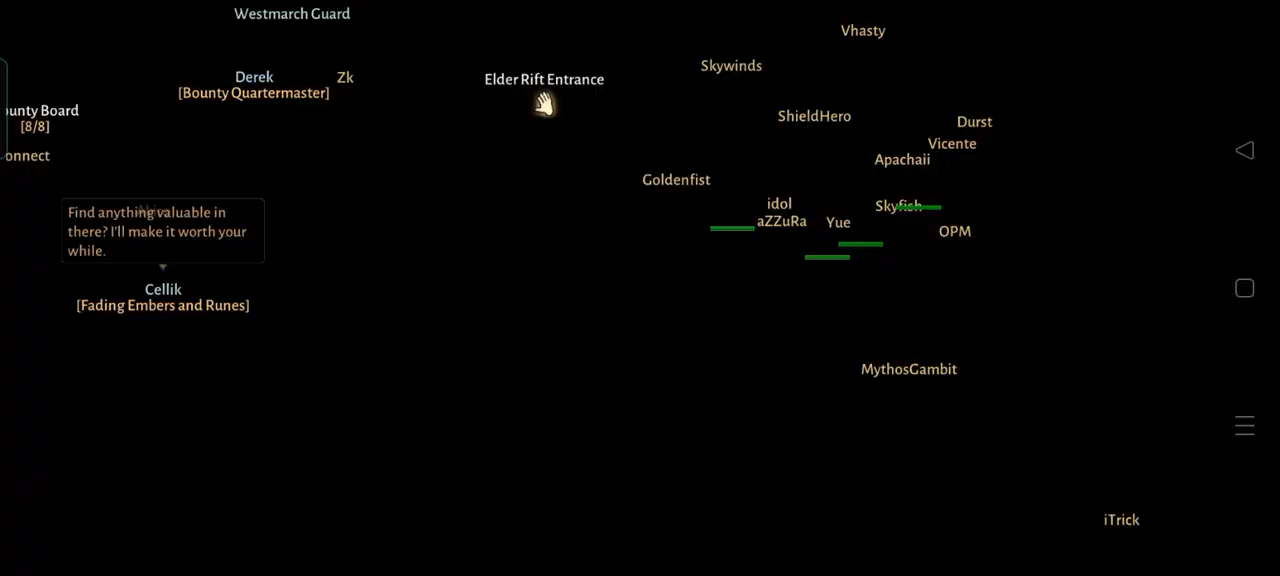 Westmarch Guard
Vhasty
Skywinds
Derek
Zk
[Bounty Quartermaster]
Elder Rift Entrance
ounty Board
[8/8]
ShieldHero
Durst
Vicente
onnect
Apachaii
Goldenfist
idol
Skyfish
aZZuRa
Yue
OPM
Find anything valuable in
there? I'll make it worth your
while.
Cellik
[Fading Embers and Runes]
MythosGambit
iTrick